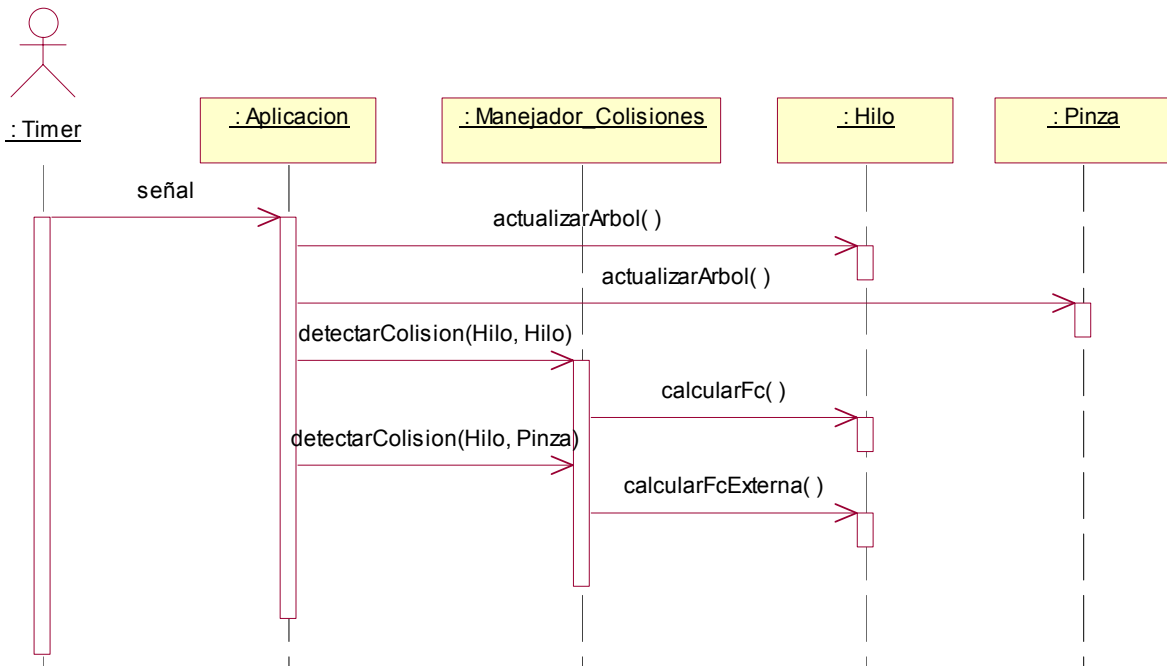 : Timer
: Aplicacion
: Manejador_Colisiones
: Hilo
: Pinza
señal
actualizarArbol( )
actualizarArbol( )
detectarColision(Hilo, Hilo)
calcularFc( )
detectarColision(Hilo, Pinza)
calcularFcExterna( )